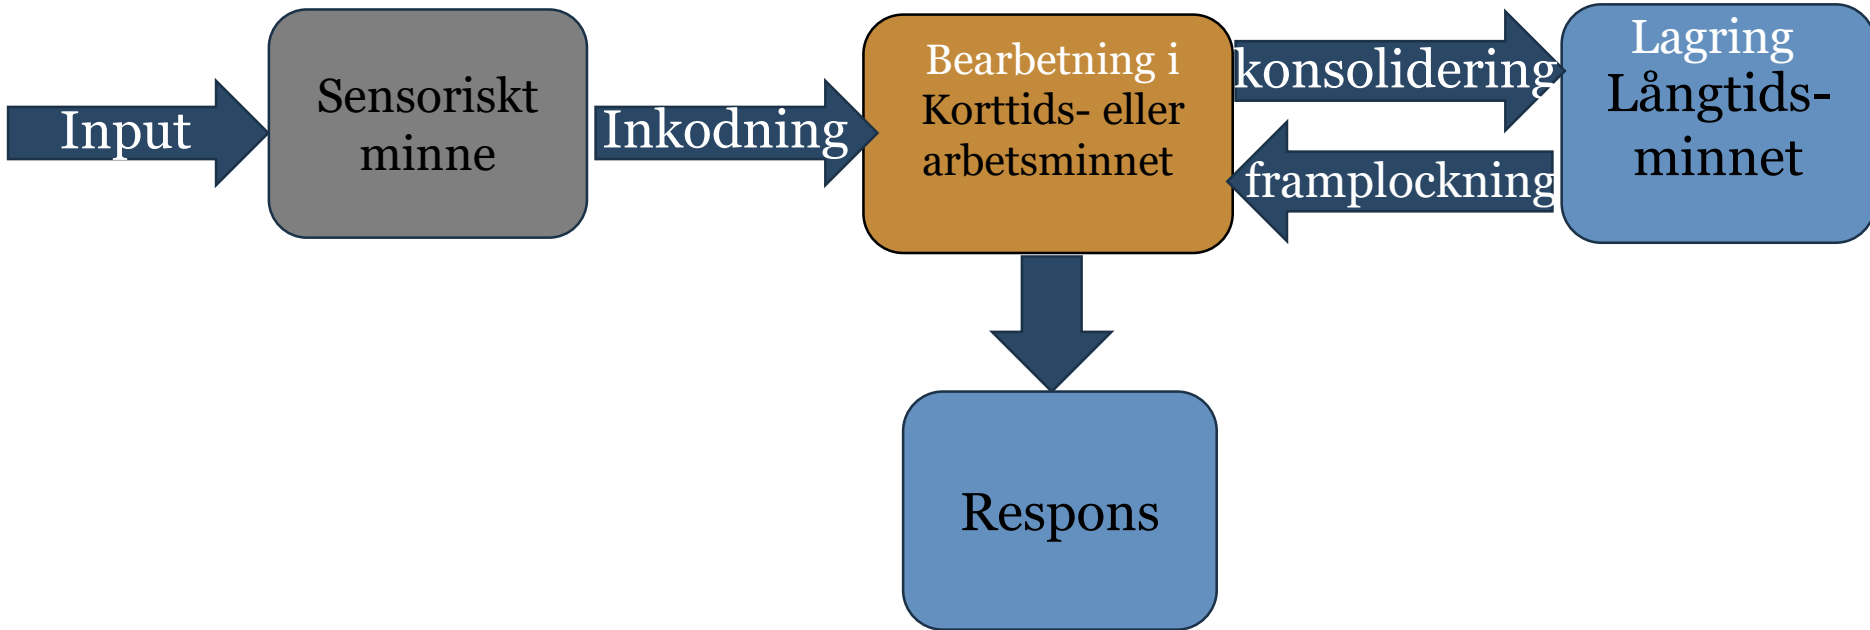 Input
Sensoriskt
minne
Inkodning
Bearbetning i
Korttids- eller
arbetsminnet
konsolidering
framplockning
Lagring
Långtids-
minnet
Respons